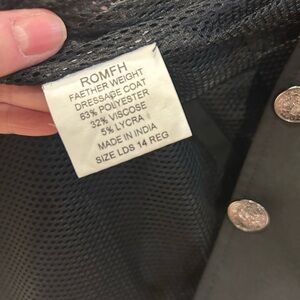 ROMFH
FAETHER WEIGHT
DRESSAGE COAT
63% POLYESTER
32% VISCOSE
5% LYCRA
MADE IN INDIA
SIZE LDS 14 REG